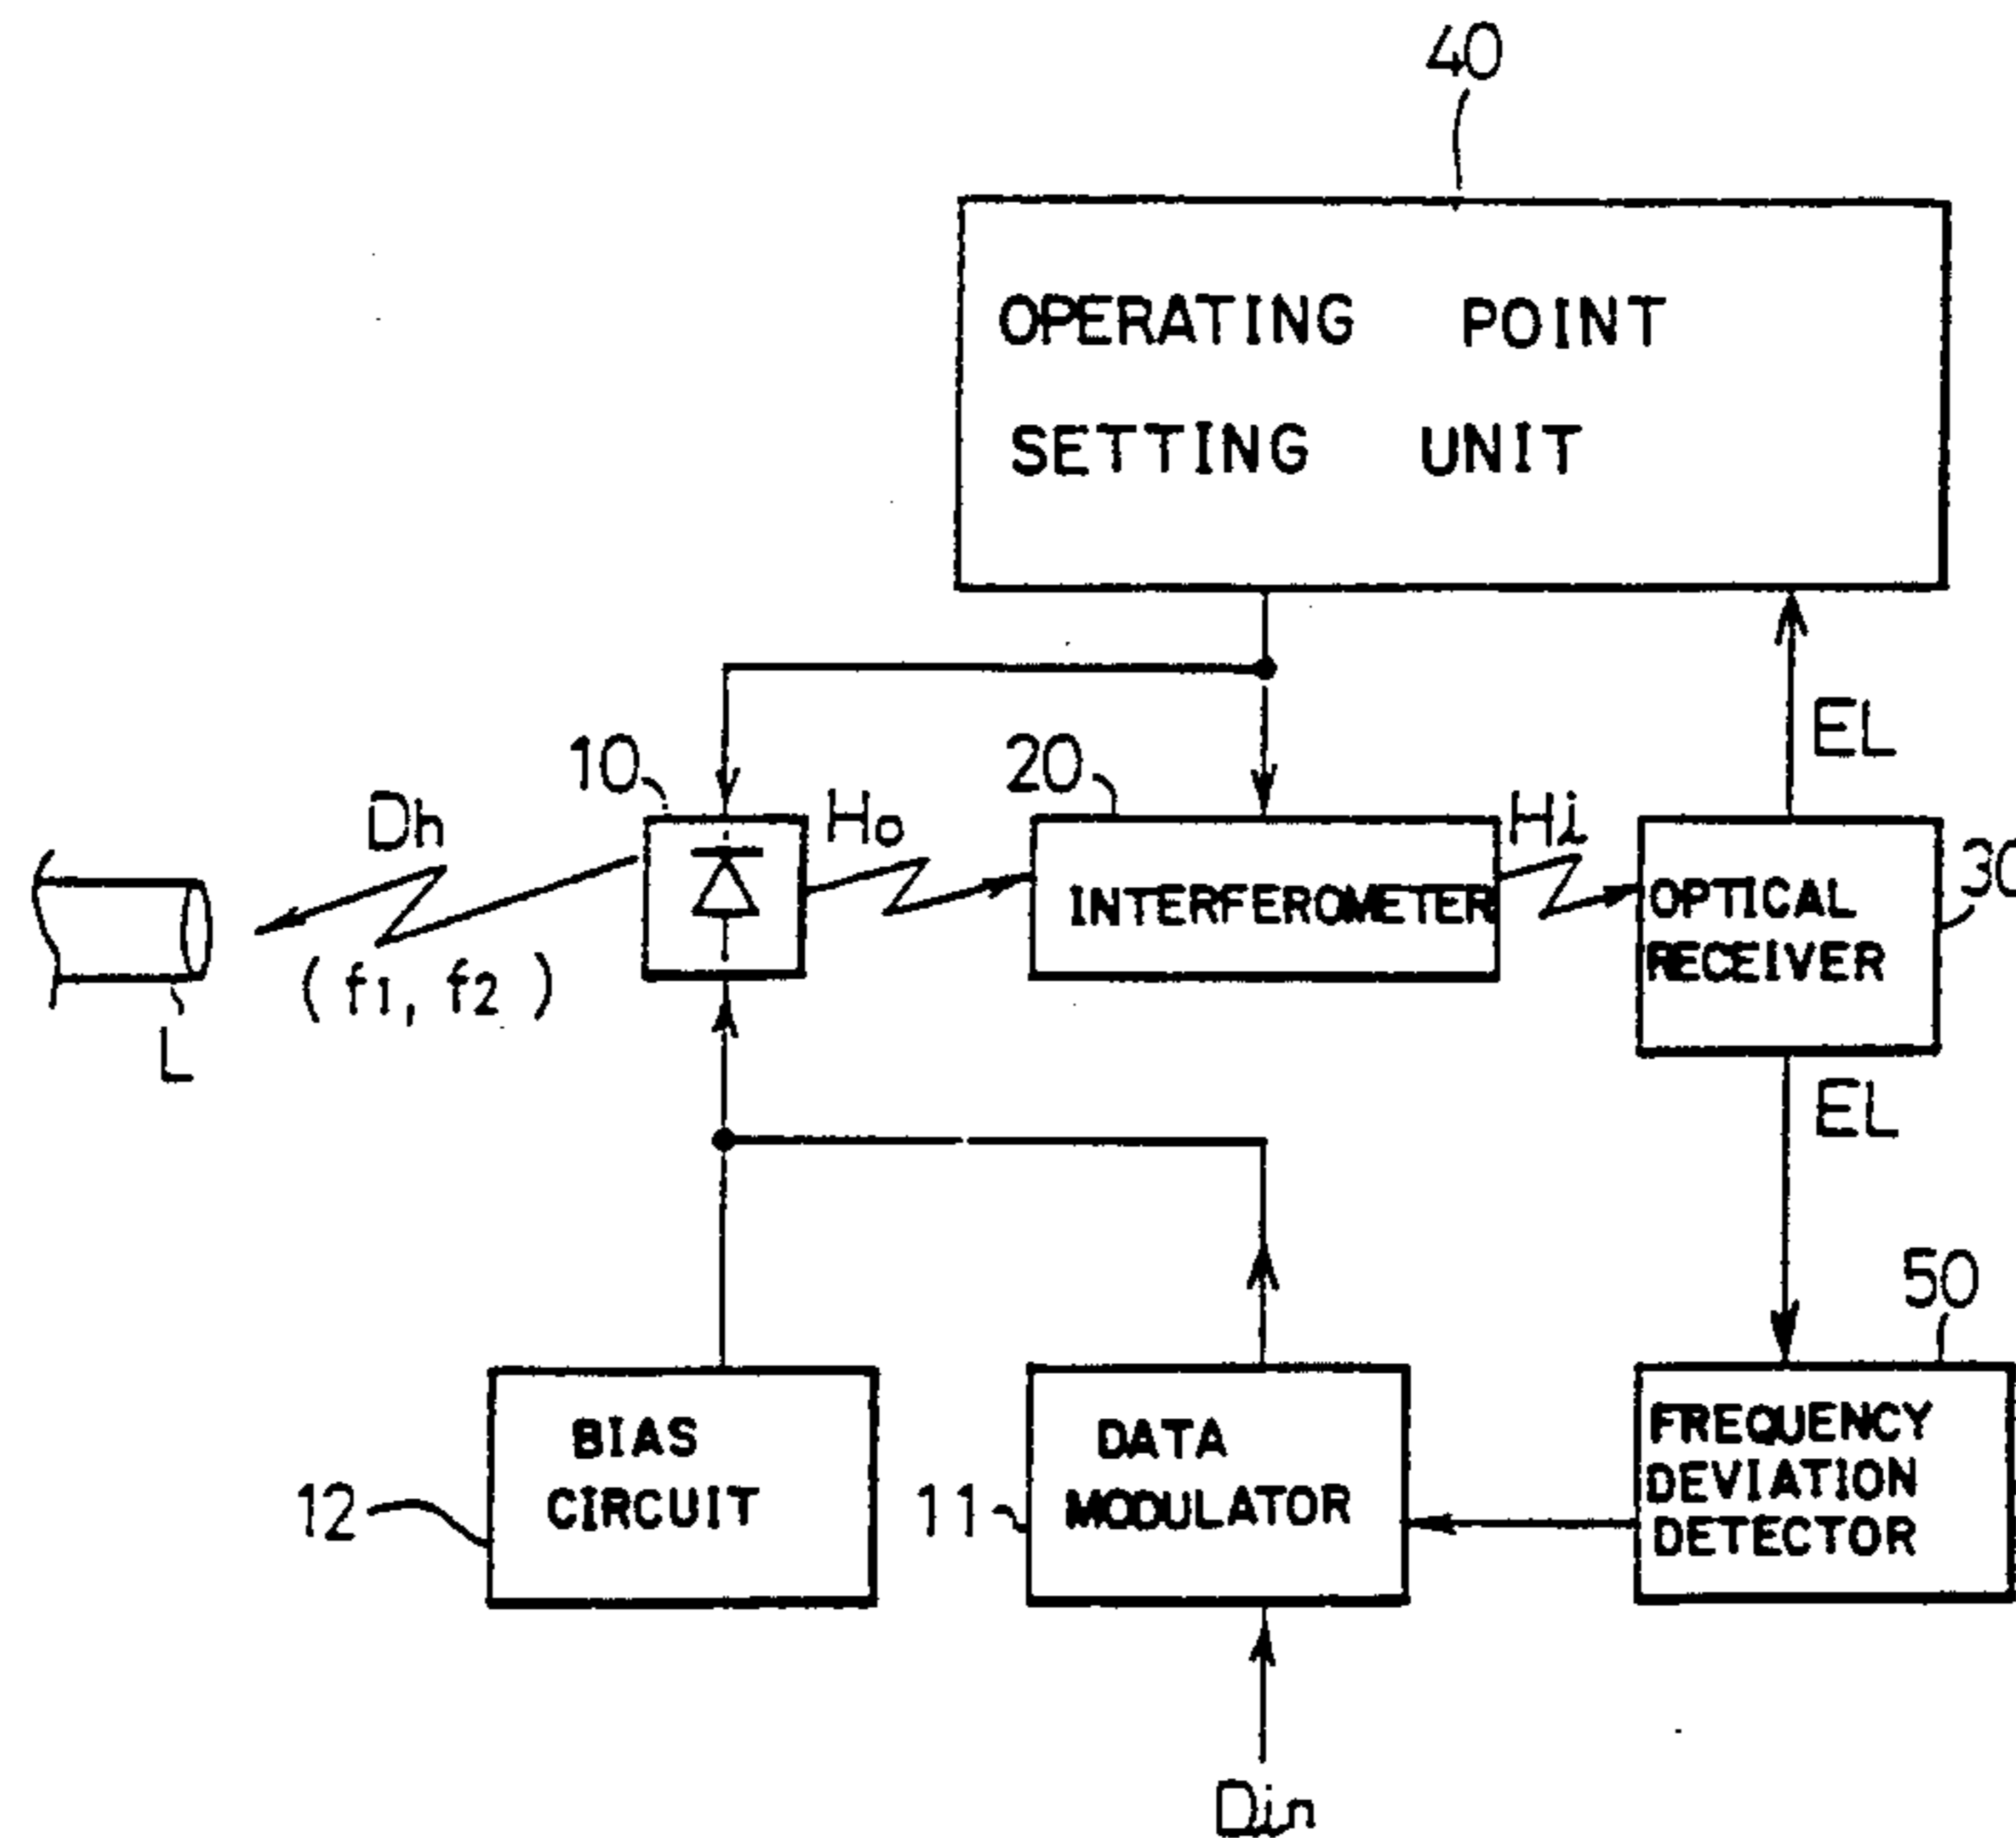 40
OPERATING POINT
SETTING UNIT
EL
10
20
Dh
Ho
Hi
30
INTERFEROMETER
OPTICAL
RECEIVER
(f1, f2)
L
EL
50
BIAS
CIRCUIT
12
DATA
MODULATOR
11
FREQUENCY
DEVIATION
DETECTOR
Din